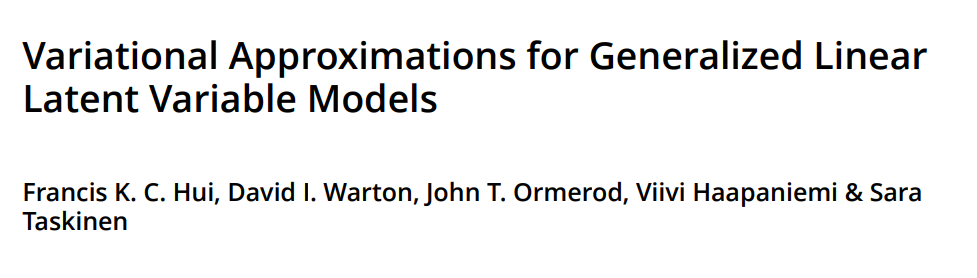 Variational Approximations for Generalized Linear
Latent Variable Models
Francis K. C. Hui, David I. Warton, John T. Ormerod, Viivi Haapaniemi & Sara
Taskinen